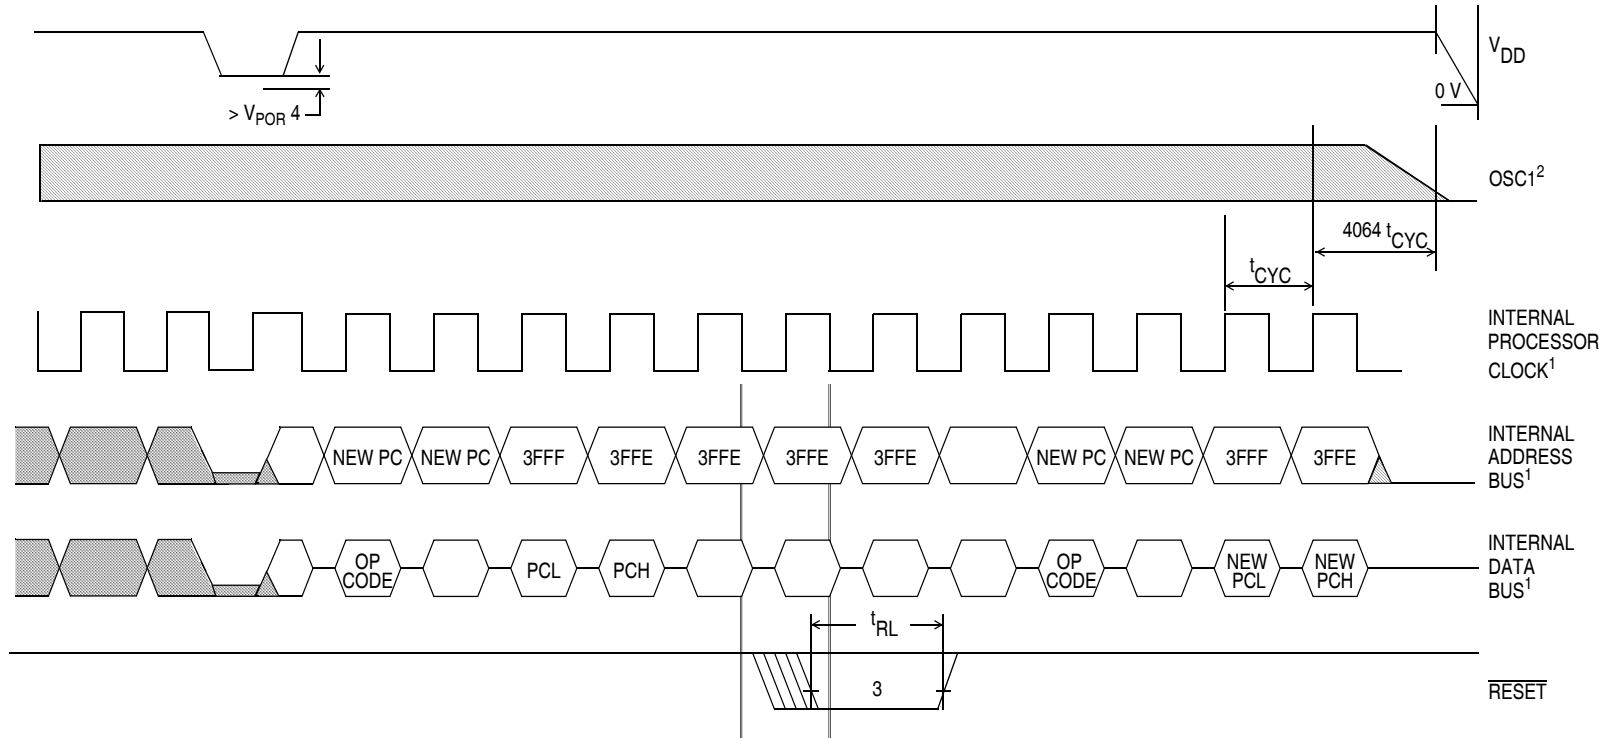 V_DD
0 V
> V_POR 4
OSC1²
4064 t_CYC
t_CYC
INTERNAL
PROCESSOR
CLOCK¹
NEW PC NEW PC 3FFF 3FFE 3FFE 3FFE 3FFE NEW PC NEW PC 3FFF 3FFE
INTERNAL
ADDRESS
BUS¹
OP
CODE
PCL
PCH
OP
CODE
NEW
PCL
NEW
PCH
INTERNAL
DATA
BUS¹
t_RL
3
RESET